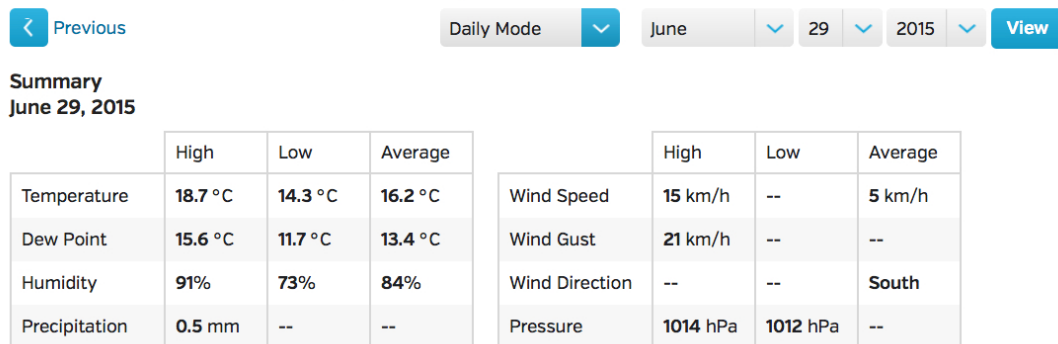 Previous Daily Mode June 29 2015 View
Summary
June 29, 2015
High Low Average High Low Average
Temperature 18.7 °C 14.3 °C 16.2 °C Wind Speed 15 km/h -- 5 km/h
Dew Point 15.6 °C 11.7 °C 13.4 °C Wind Gust 21 km/h -- --
Humidity 91% 73% 84% Wind Direction -- -- South
Precipitation 0.5 mm -- -- Pressure 1014 hPa 1012 hPa --